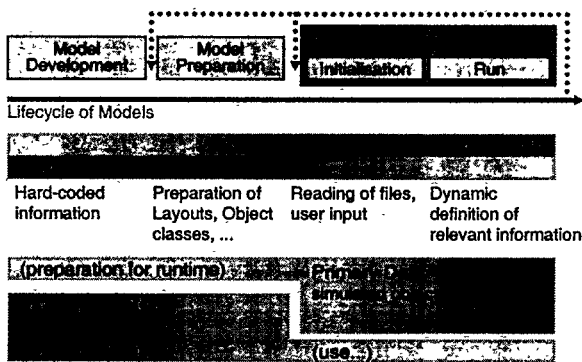 Model
Development
Model
Preparation
Initialisation
Run
Lifecycle of Models
Hard-coded
information
Preparation of
Layouts, Object
classes, ...
Reading of files,
user input
Dynamic
definition of
relevant information
(preparation for runtime)
(use...)